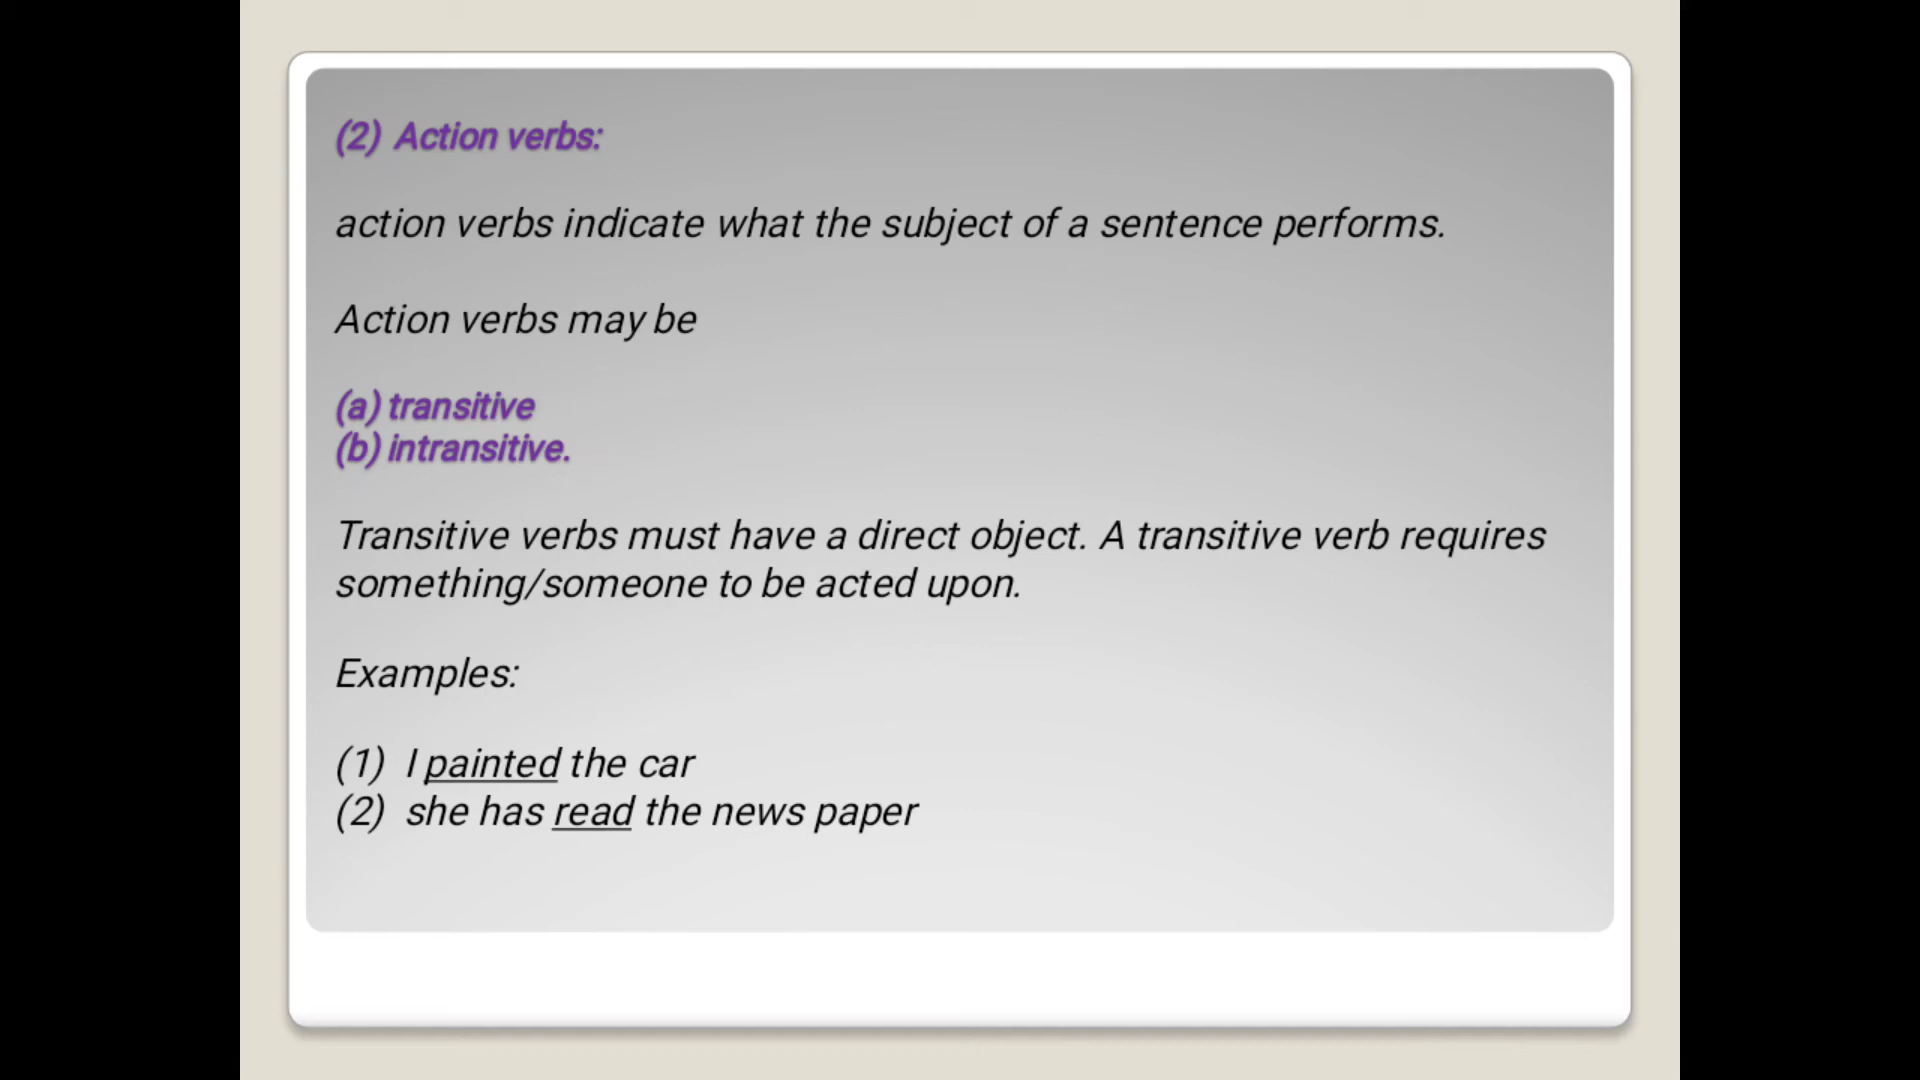 (2) Action verbs:
action verbs indicate what the subject of a sentence performs.
Action verbs may be
(a) transitive
(b) intransitive.
Transitive verbs must have a direct object. A transitive verb requires
something/someone to be acted upon.
Examples:
(1) I painted the car
(2) she has read the news paper